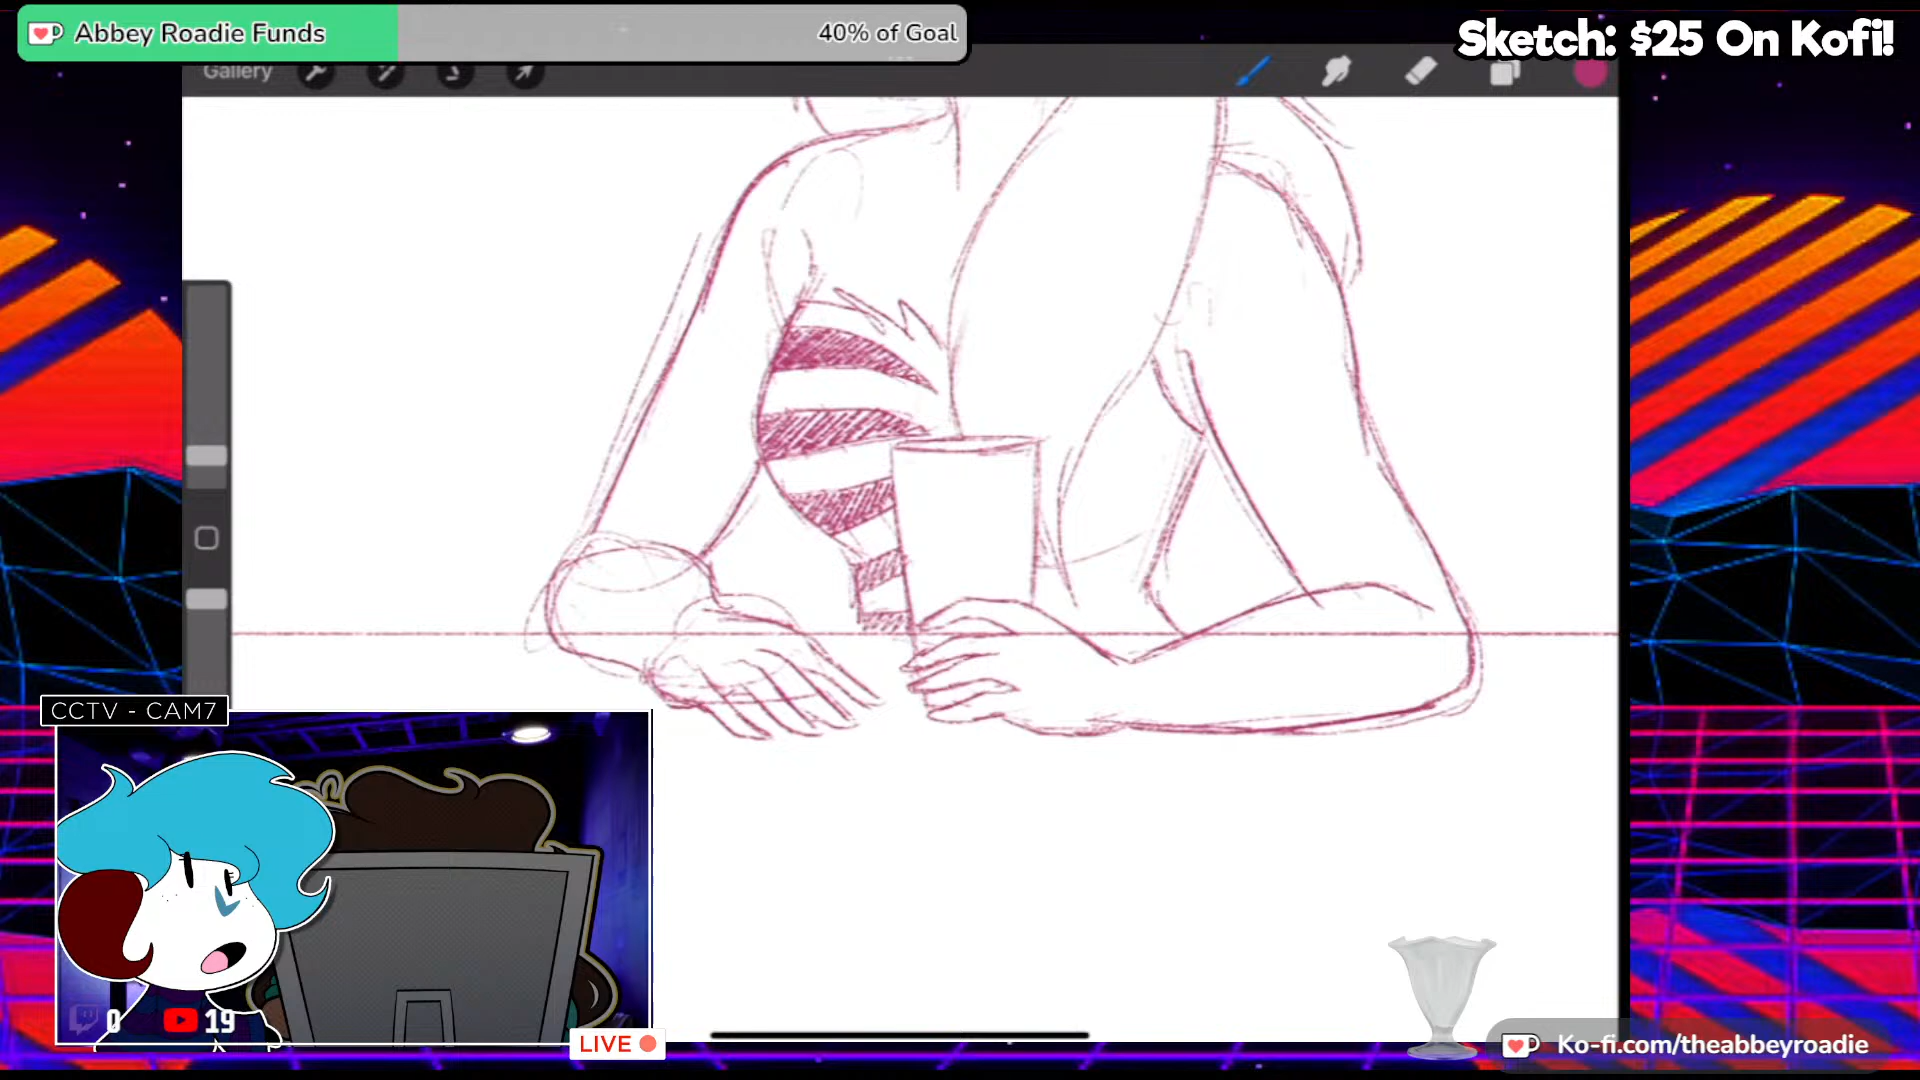 Abbey Roadie Funds
40% of Goal
Sketch: $25 On Kofi!
Gallery
CCTV - CAM7
0
19
LIVE
Ko-fi.com/theabbeyroadie